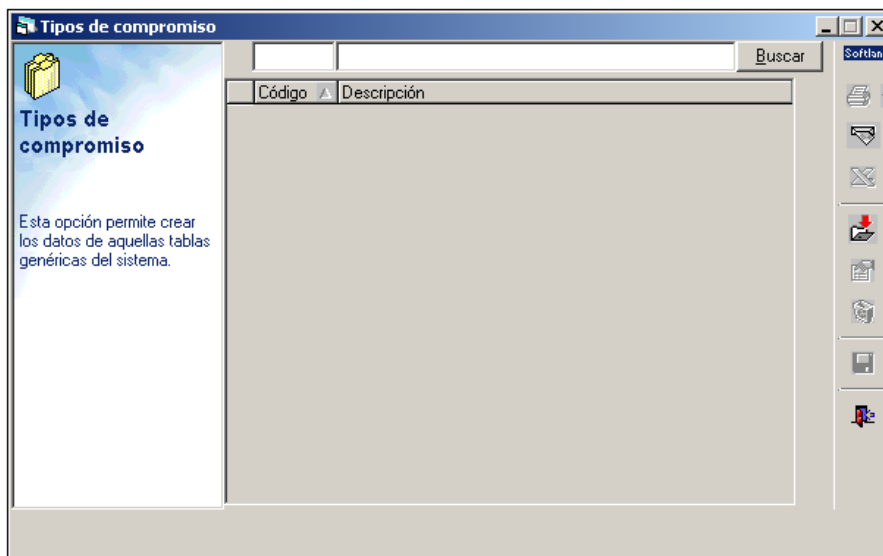 Tipos de compromiso
Buscar
Softlan
Código Descripción
Tipos de
compromiso
Esta opción permite crear
los datos de aquellas tablas
genéricas del sistema.